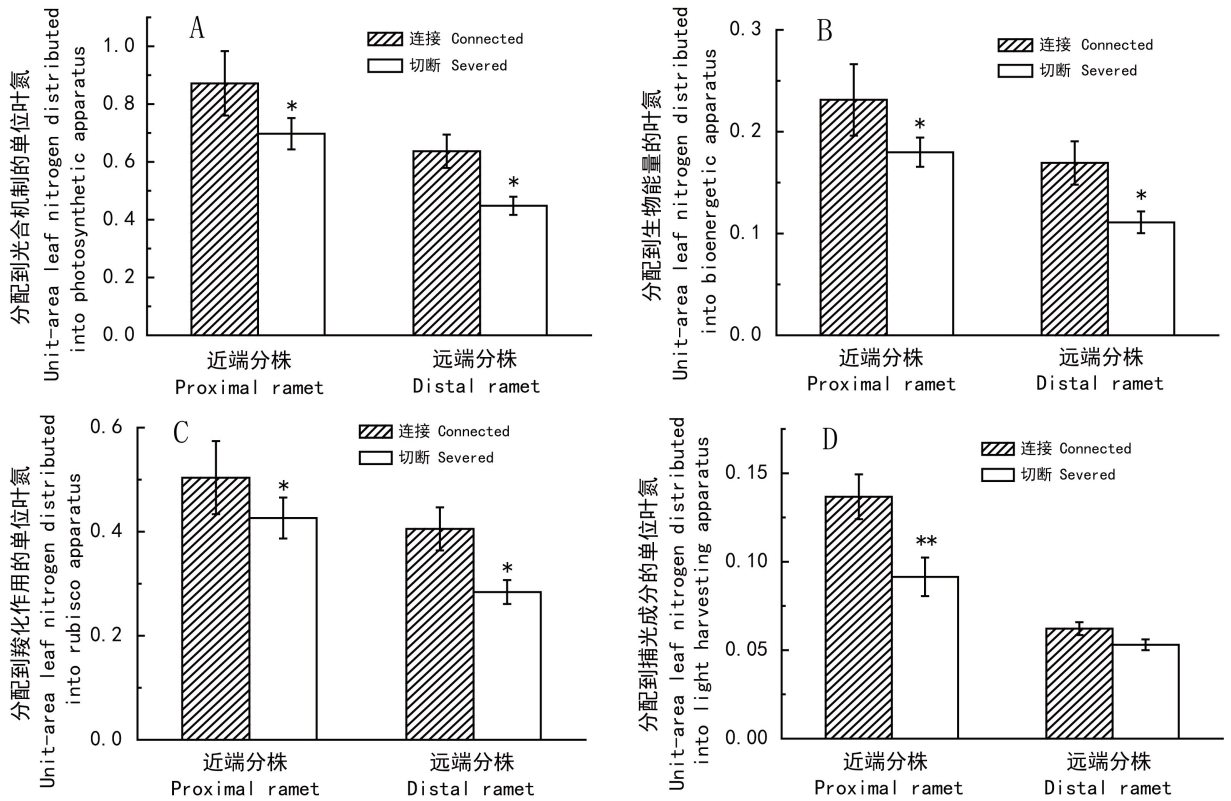 A
连接 Connected
切断 Severed
分配到光合机制的单位叶氮
Unit-area leaf nitrogen distributed
into photosynthetic apparatus
1.0
0.8
0.6
0.4
0.2
0.0
*
*
近端分株
Proximal ramet
远端分株
Distal ramet
B
连接 Connected
切断 Severed
分配到生物能量的叶氮
Unit-area leaf nitrogen distributed
into bioenergetic apparatus
0.3
0.2
0.1
0.0
*
*
近端分株
Proximal ramet
远端分株
Distal ramet
C
连接 Connected
切断 Severed
分配到羧化作用的单位叶氮
Unit-area leaf nitrogen distributed
into rubisco apparatus
0.6
0.4
0.2
0.0
*
*
近端分株
Proximal ramet
远端分株
Distal ramet
D
连接 Connected
切断 Severed
分配到捕光成分的单位叶氮
Unit-area leaf nitrogen distributed
into light harvesting apparatus
0.15
0.10
0.05
0.00
**
近端分株
Proximal ramet
远端分株
Distal ramet